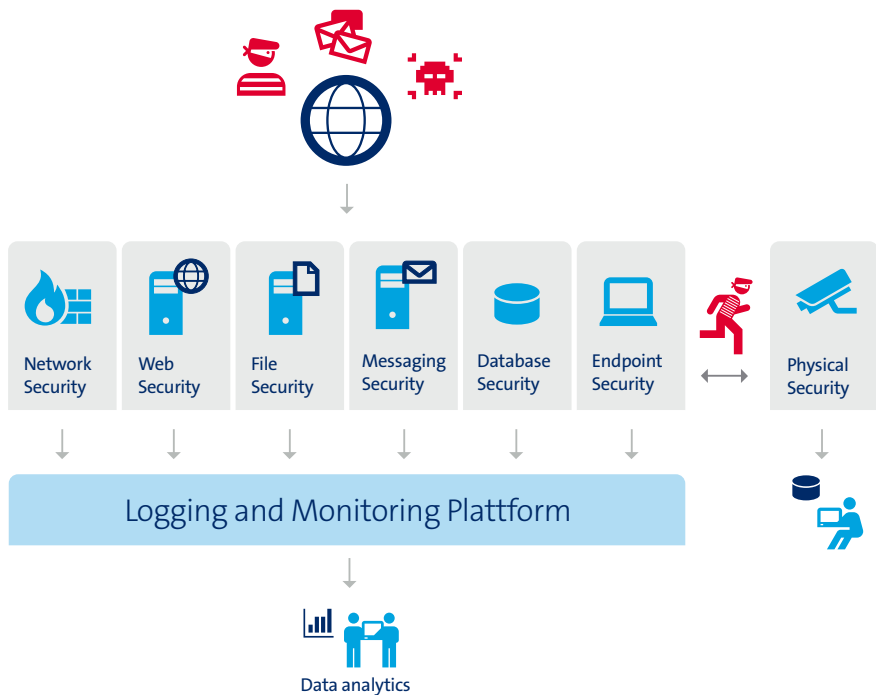 Network
Security
Web
Security
File
Security
Messaging
Security
Database
Security
Endpoint
Security
Physical
Security
Logging and Monitoring Plattform
Data analytics